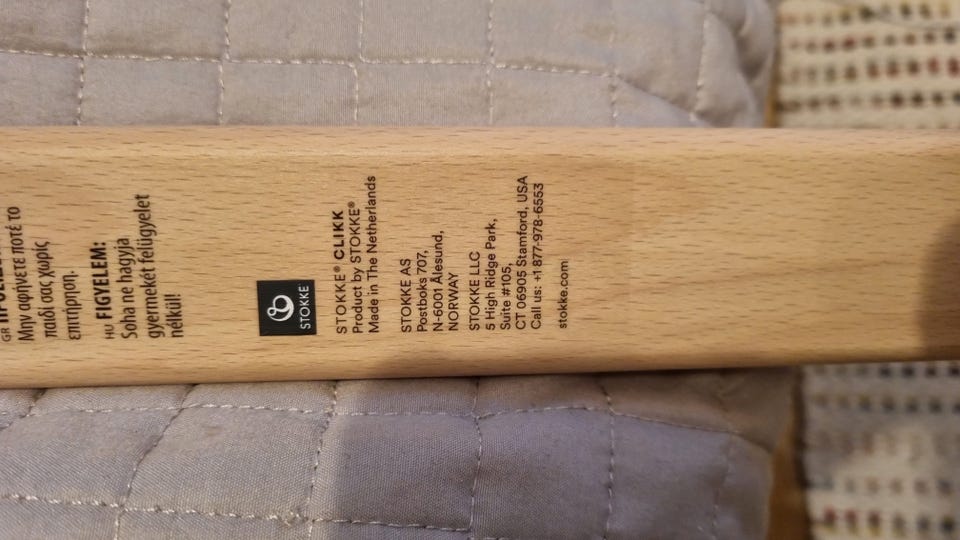 GR
Μην αφήνετε ποτέ το
παιδί σας χωρίς
επιτήρηση.
HU FIGYELEM:
Soha ne hagyja
gyermekét felügyelet
nélkül!
STOKKE
STOKKE® CLIKK
Product by STOKKE®
Made in The Netherlands
STOKKE AS
Postboks 707,
N-6001 Ålesund,
NORWAY
STOKKE LLC
5 High Ridge Park,
Suite #105,
CT 06905 Stamford, USA
Call us: +1 877-978-6553
stokke.com